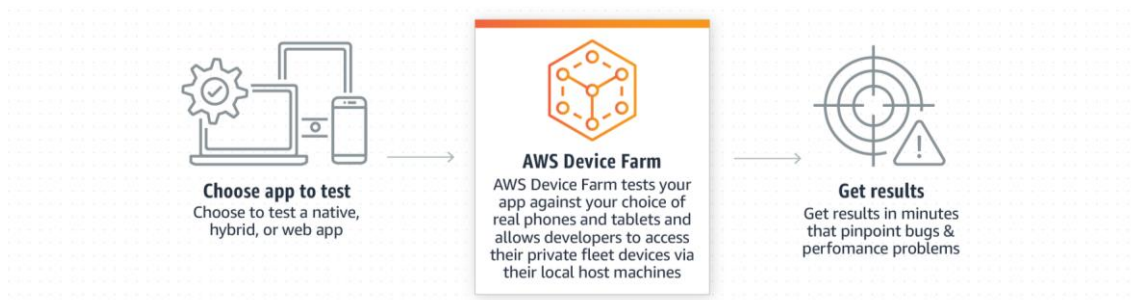 Choose app to test
Choose to test a native,
hybrid, or web app
AWS Device Farm
AWS Device Farm tests your
app against your choice of
real phones and tablets and
allows developers to access
their private fleet devices via
their local host machines
Get results
Get results in minutes
that pinpoint bugs &
perfomance problems